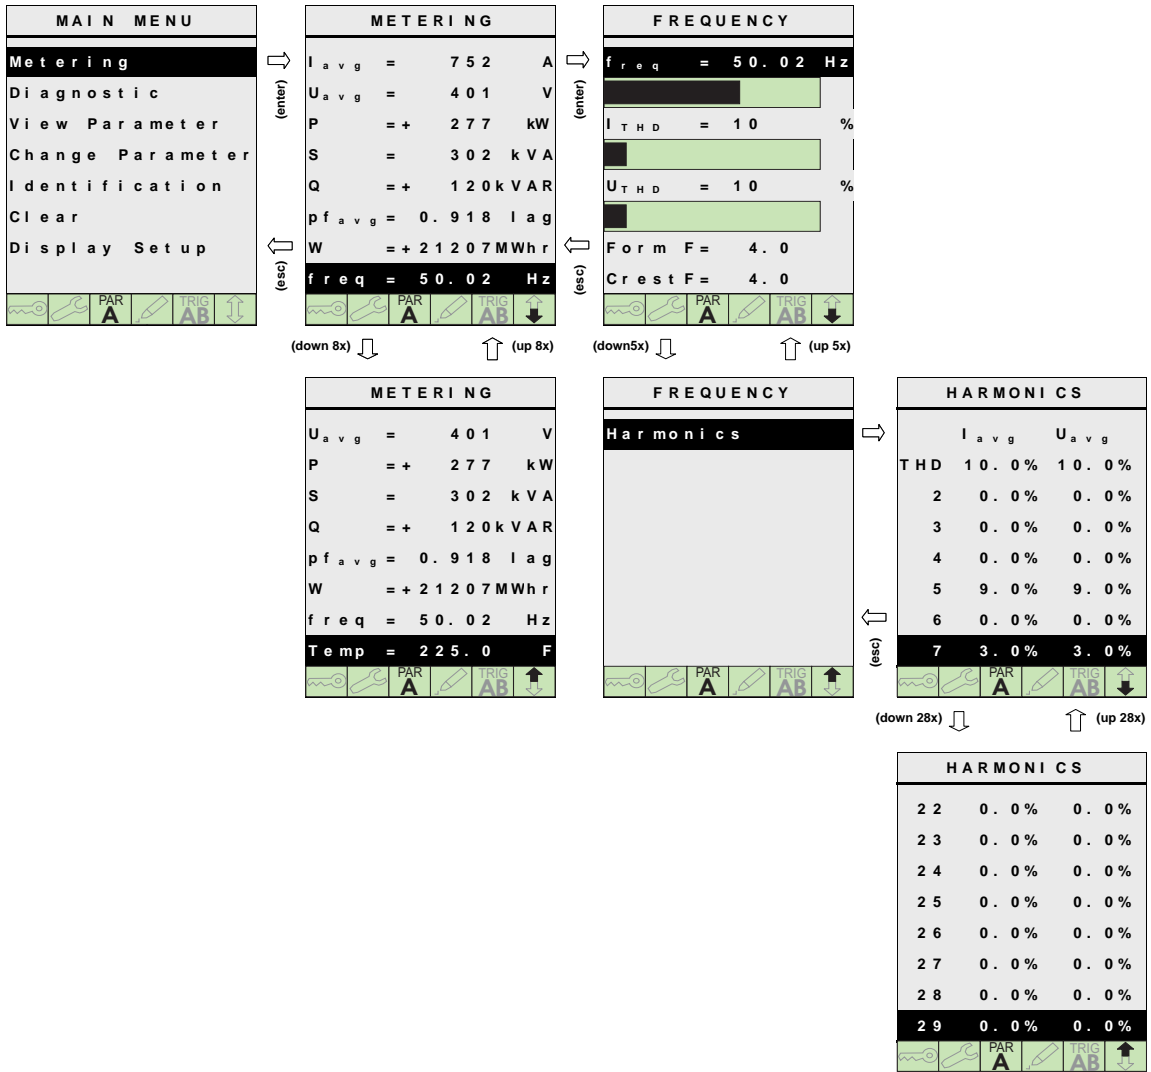 MAIN MENU
Metering
Diagnostic
View Parameter
Change Parameter
Identification
Clear
Display Setup
PAR
A
TRIG
AB
(enter)
(esc)
METERING
Iavg = 752 A
Uavg = 401 V
P =+ 277 kW
S = 302 kVA
Q =+ 120kVAR
pfavg= 0.918 lag
W =+21207MWhr
freq = 50.02 Hz
PAR
A
TRIG
AB
(enter)
(esc)
FREQUENCY
freq = 50.02 Hz
ITHD = 10 %
UTHD = 10 %
Form F= 4.0
Crest F= 4.0
PAR
A
TRIG
AB
(down 8x) (up 8x)
(down5x) (up 5x)
METERING
Uavg = 401 V
P =+ 277 kW
S = 302 kVA
Q =+ 120kVAR
pfavg= 0.918 lag
W =+21207MWhr
freq = 50.02 Hz
Temp = 225.0 F
PAR
A
TRIG
AB
FREQUENCY
Harmonics
PAR
A
TRIG
AB
(esc)
HARMONICS
Iavg Uavg
THD 10.0% 10.0%
2 0.0% 0.0%
3 0.0% 0.0%
4 0.0% 0.0%
5 9.0% 9.0%
6 0.0% 0.0%
7 3.0% 3.0%
PAR
A
TRIG
AB
(down 28x) (up 28x)
HARMONICS
22 0.0% 0.0%
23 0.0% 0.0%
24 0.0% 0.0%
25 0.0% 0.0%
26 0.0% 0.0%
27 0.0% 0.0%
28 0.0% 0.0%
29 0.0% 0.0%
PAR
A
TRIG
AB